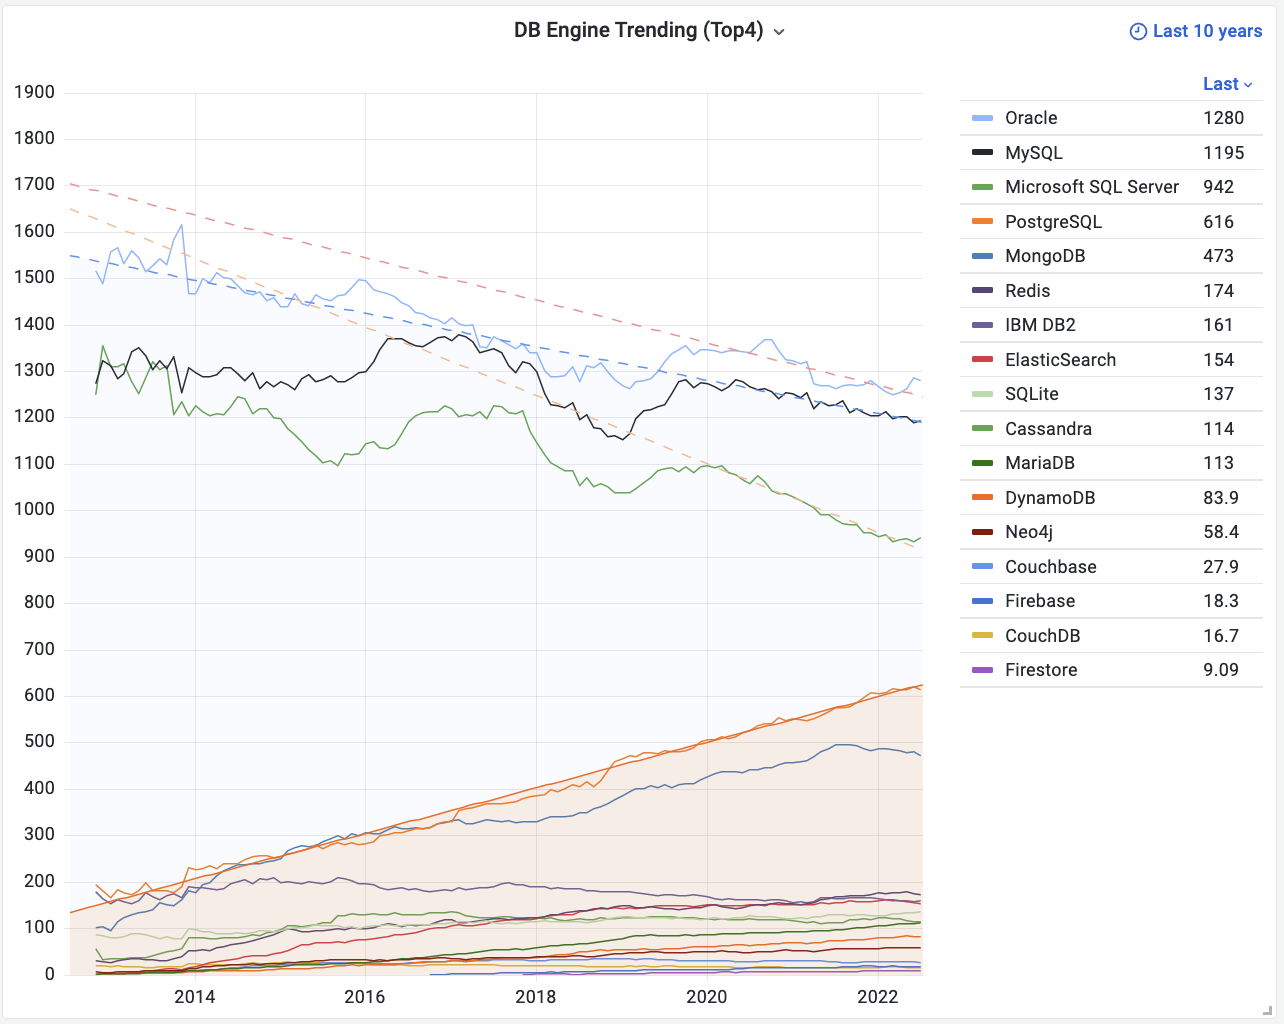 DB Engine Trending (Top4)
Last 10 years
Last
1900
1800
1700
1600
1500
1400
1300
1200
1100
1000
900
800
700
600
500
400
300
200
100
0
2014 2016 2018 2020 2022
Oracle 1280
MySQL 1195
Microsoft SQL Server 942
PostgreSQL 616
MongoDB 473
Redis 174
IBM DB2 161
ElasticSearch 154
SQLite 137
Cassandra 114
MariaDB 113
DynamoDB 83.9
Neo4j 58.4
Couchbase 27.9
Firebase 18.3
CouchDB 16.7
Firestore 9.09